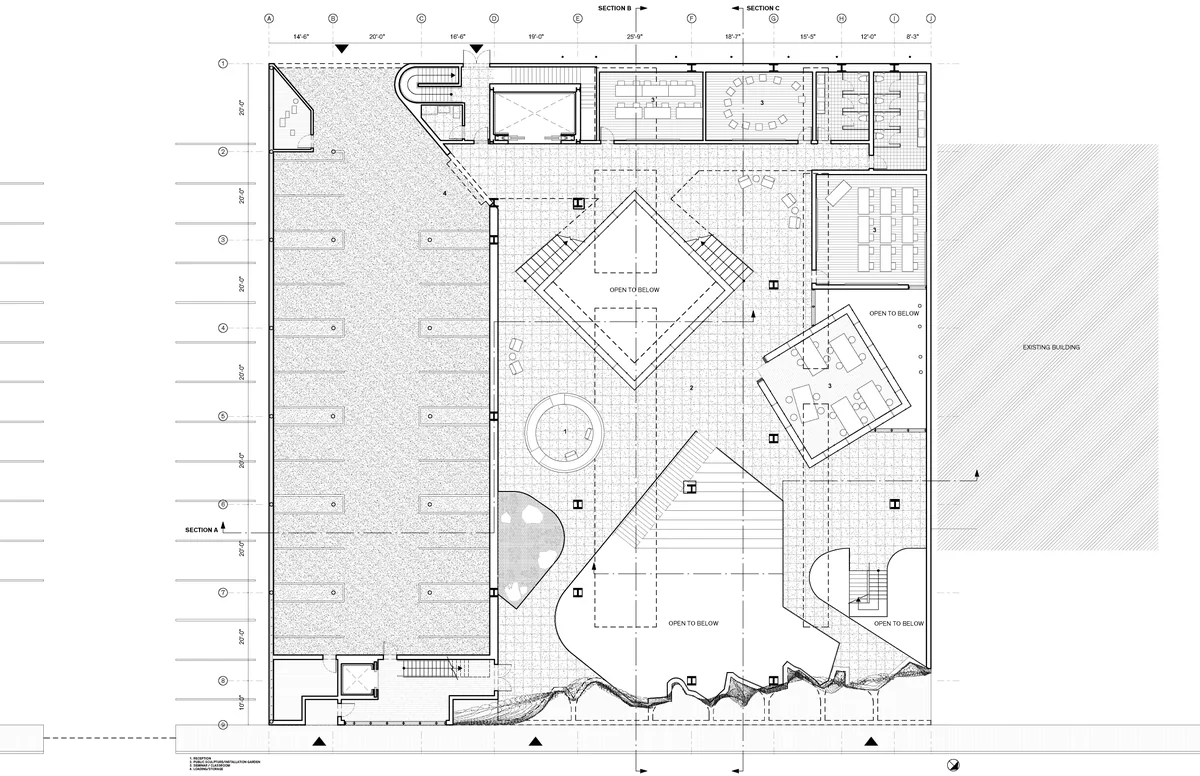 SECTION B
SECTION C
A B C D E F G H I J
14'-6" 20'-0" 16'-6" 19'-0" 25'-9" 18'-7" 15'-5" 12'-0" 8'-3"
1
20'-0"
3
3
2
20'-0"
4
3
3
20'-0"
OPEN TO BELOW
OPEN TO BELOW
4
EXISTING BUILDING
20'-0"
2
3
5
1
20'-0"
6
SECTION A
20'-0"
7
OPEN TO BELOW
OPEN TO BELOW
20'-0"
8
10'-0"
9
1. RECEPTION
2. PUBLIC SCULPTURE/INSTALLATION GARDEN
3. SEMINAR / CLASSROOM
4. LOADING/STORAGE